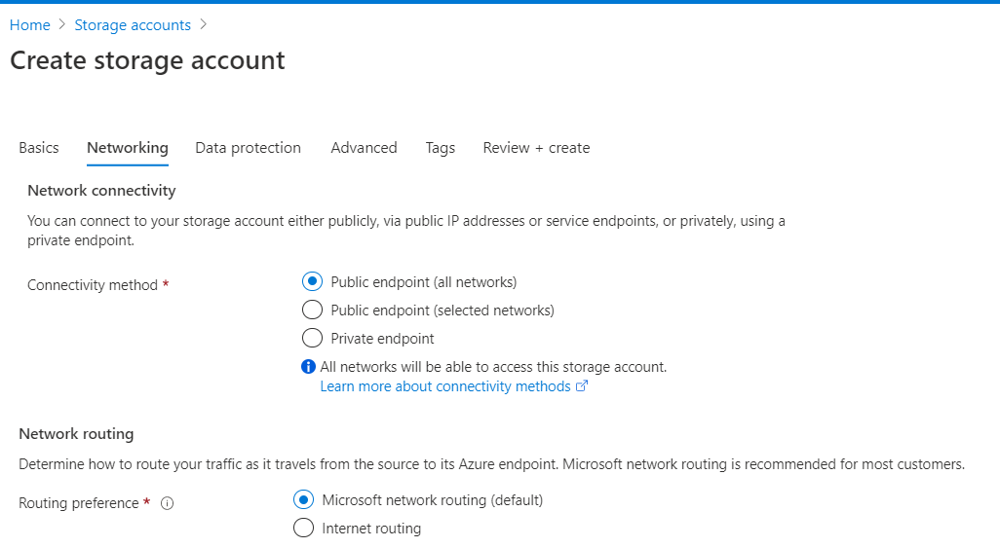 Home > Storage accounts >
Create storage account
Basics Networking Data protection Advanced Tags Review + create
Network connectivity
You can connect to your storage account either publicly, via public IP addresses or service endpoints, or privately, using a
private endpoint.
Connectivity method *
Public endpoint (all networks)
Public endpoint (selected networks)
Private endpoint
All networks will be able to access this storage account.
Learn more about connectivity methods
Network routing
Determine how to route your traffic as it travels from the source to its Azure endpoint. Microsoft network routing is recommended for most customers.
Routing preference *
Microsoft network routing (default)
Internet routing